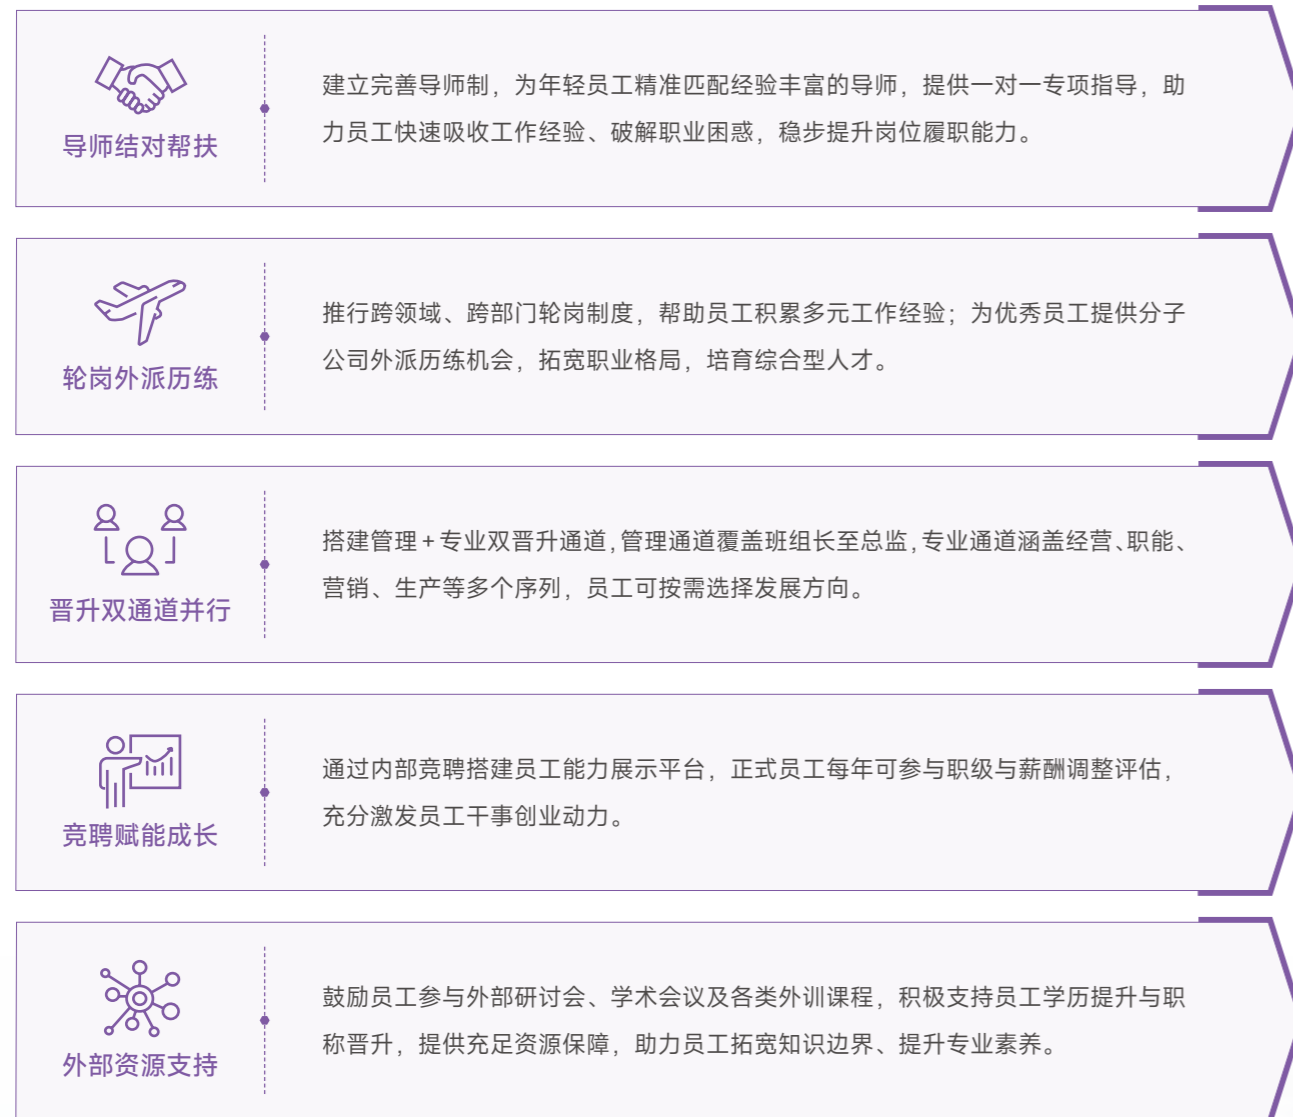 导师结对帮扶
建立完善导师制，为年轻员工精准匹配经验丰富的导师，提供一对一专项指导，助
力员工快速吸收工作经验、破解职业困惑，稳步提升岗位履职能力。
轮岗外派历练
推行跨领域、跨部门轮岗制度，帮助员工积累多元工作经验；为优秀员工提供分子
公司外派历练机会，拓宽职业格局，培育综合型人才。
晋升双通道并行
搭建管理+专业双晋升通道，管理通道覆盖班组长至总监，专业通道涵盖经营、职能、
营销、生产等多个序列，员工可按需选择发展方向。
竞聘赋能成长
通过内部竞聘搭建员工能力展示平台，正式员工每年可参与职级与薪酬调整评估，
充分激发员工干事创业动力。
外部资源支持
鼓励员工参与外部研讨会、学术会议及各类外训课程，积极支持员工学历提升与职
称晋升，提供充足资源保障，助力员工拓宽知识边界、提升专业素养。